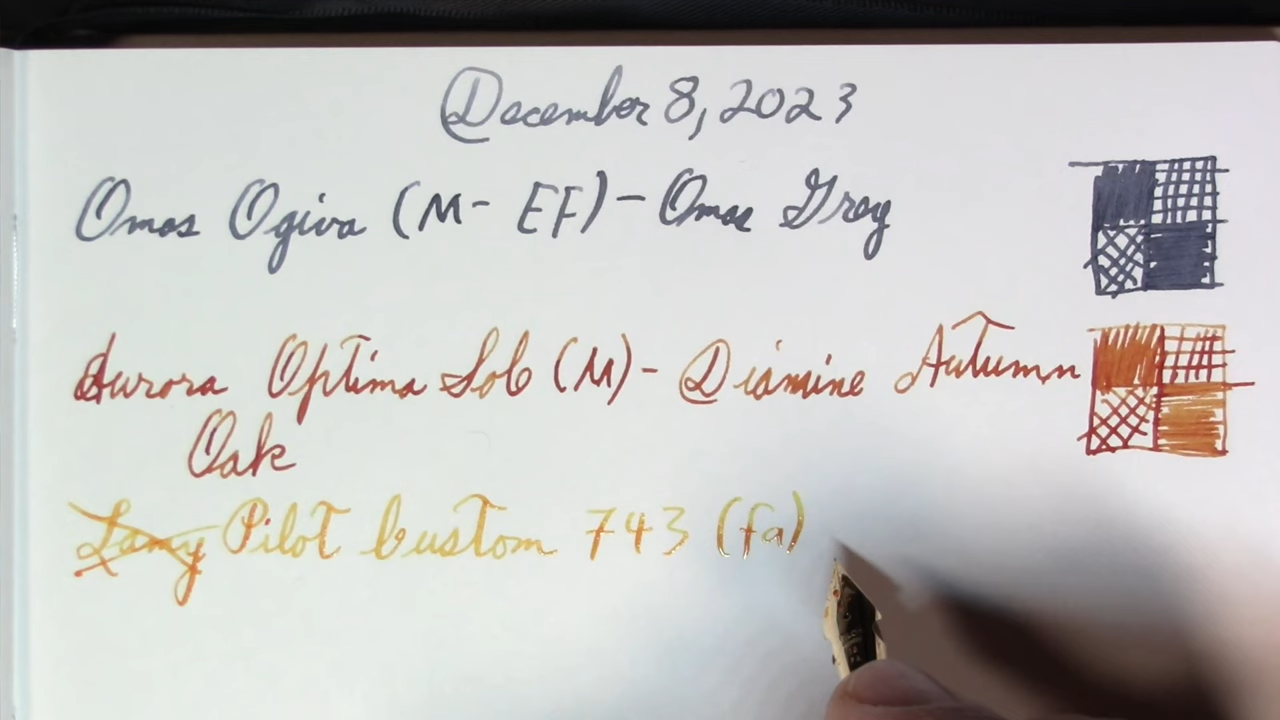 December 8, 2023
Omas Ogiva (M- EF) - Omas Grey
Aurora Optima Sole (M) - Diamine Autumn
Oak
Lamy Pilot Custom 743 (fa)